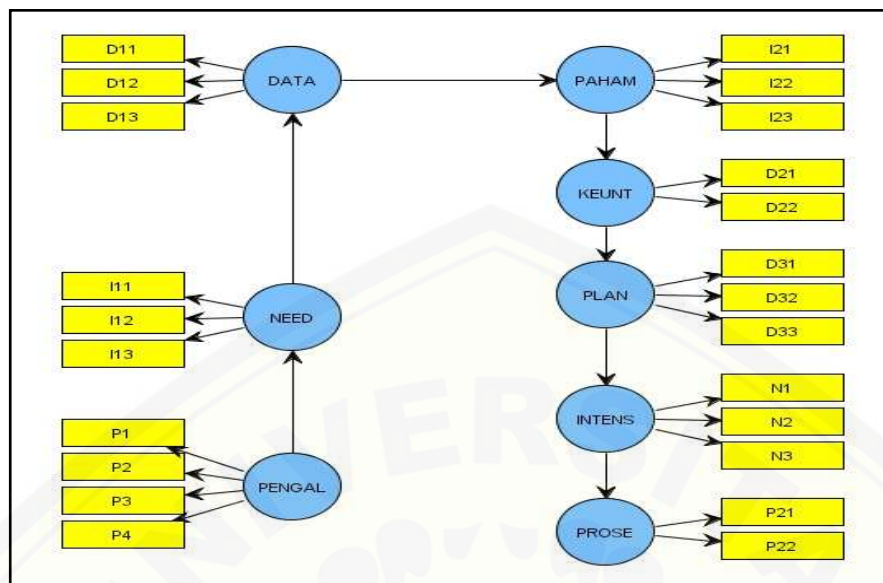 D11
D12
D13
DATA
PAHAM
I21
I22
I23
KEUNT
D21
D22
I11
I12
I13
NEED
PLAN
D31
D32
D33
P1
P2
P3
P4
PENGAL
INTENS
N1
N2
N3
PROSE
P21
P22
UNIVERSIT